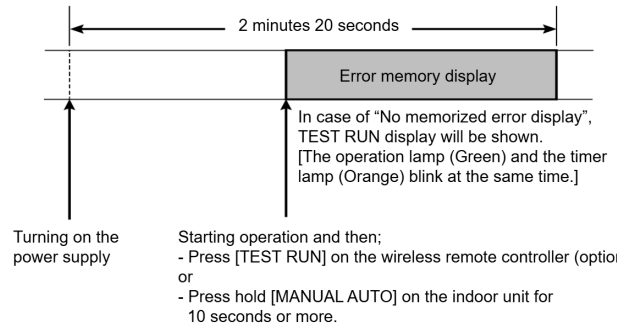 2 minutes 20 seconds
Error memory display
In case of “No memorized error display”,
TEST RUN display will be shown.
[The operation lamp (Green) and the timer
lamp (Orange) blink at the same time.]
Turning on the
power supply
Starting operation and then;
- Press [TEST RUN] on the wireless remote controller (option
or
- Press hold [MANUAL AUTO] on the indoor unit for
10 seconds or more.